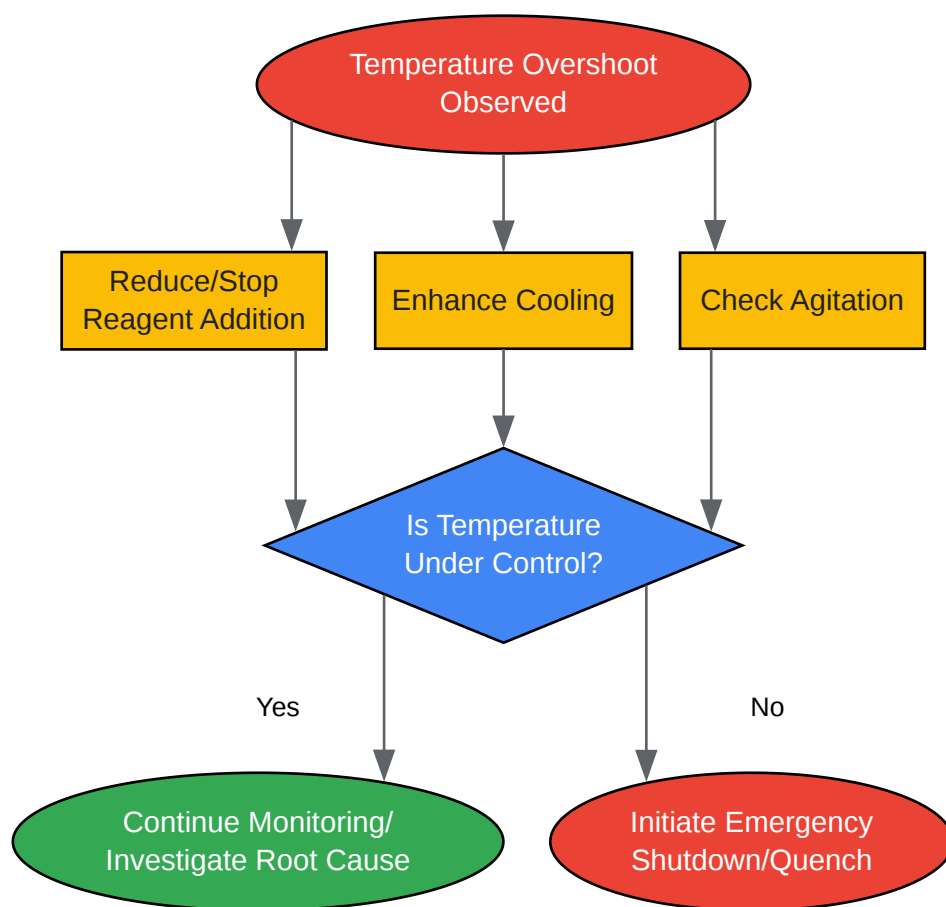 Temperature Overshoot
Observed
Reduce/Stop
Reagent Addition
Enhance Cooling
Check Agitation
Is Temperature
Under Control?
Yes
No
Continue Monitoring/
Investigate Root Cause
Initiate Emergency
Shutdown/Quench